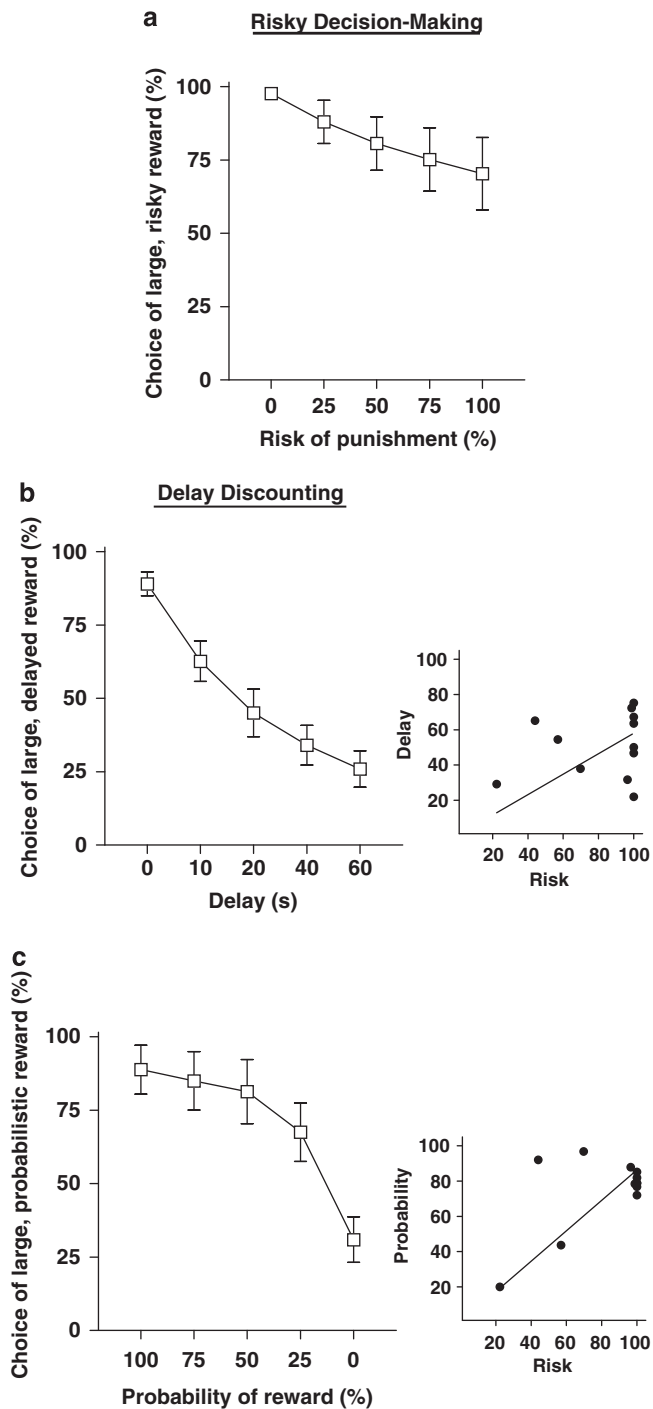 a
Risky Decision-Making
Choice of large, risky reward (%)
100
75
50
25
0
0 25 50 75 100
Risk of punishment (%)
b
Delay Discounting
Choice of large, delayed reward (%)
100
75
50
25
0
0 10 20 40 60
Delay (s)
Delay
100
80
60
40
20
20 40 60 80 100
Risk
c
Choice of large, probabilistic reward (%)
100
75
50
25
0
100 75 50 25 0
Probability of reward (%)
Probability
100
80
60
40
20
20 40 60 80 100
Risk